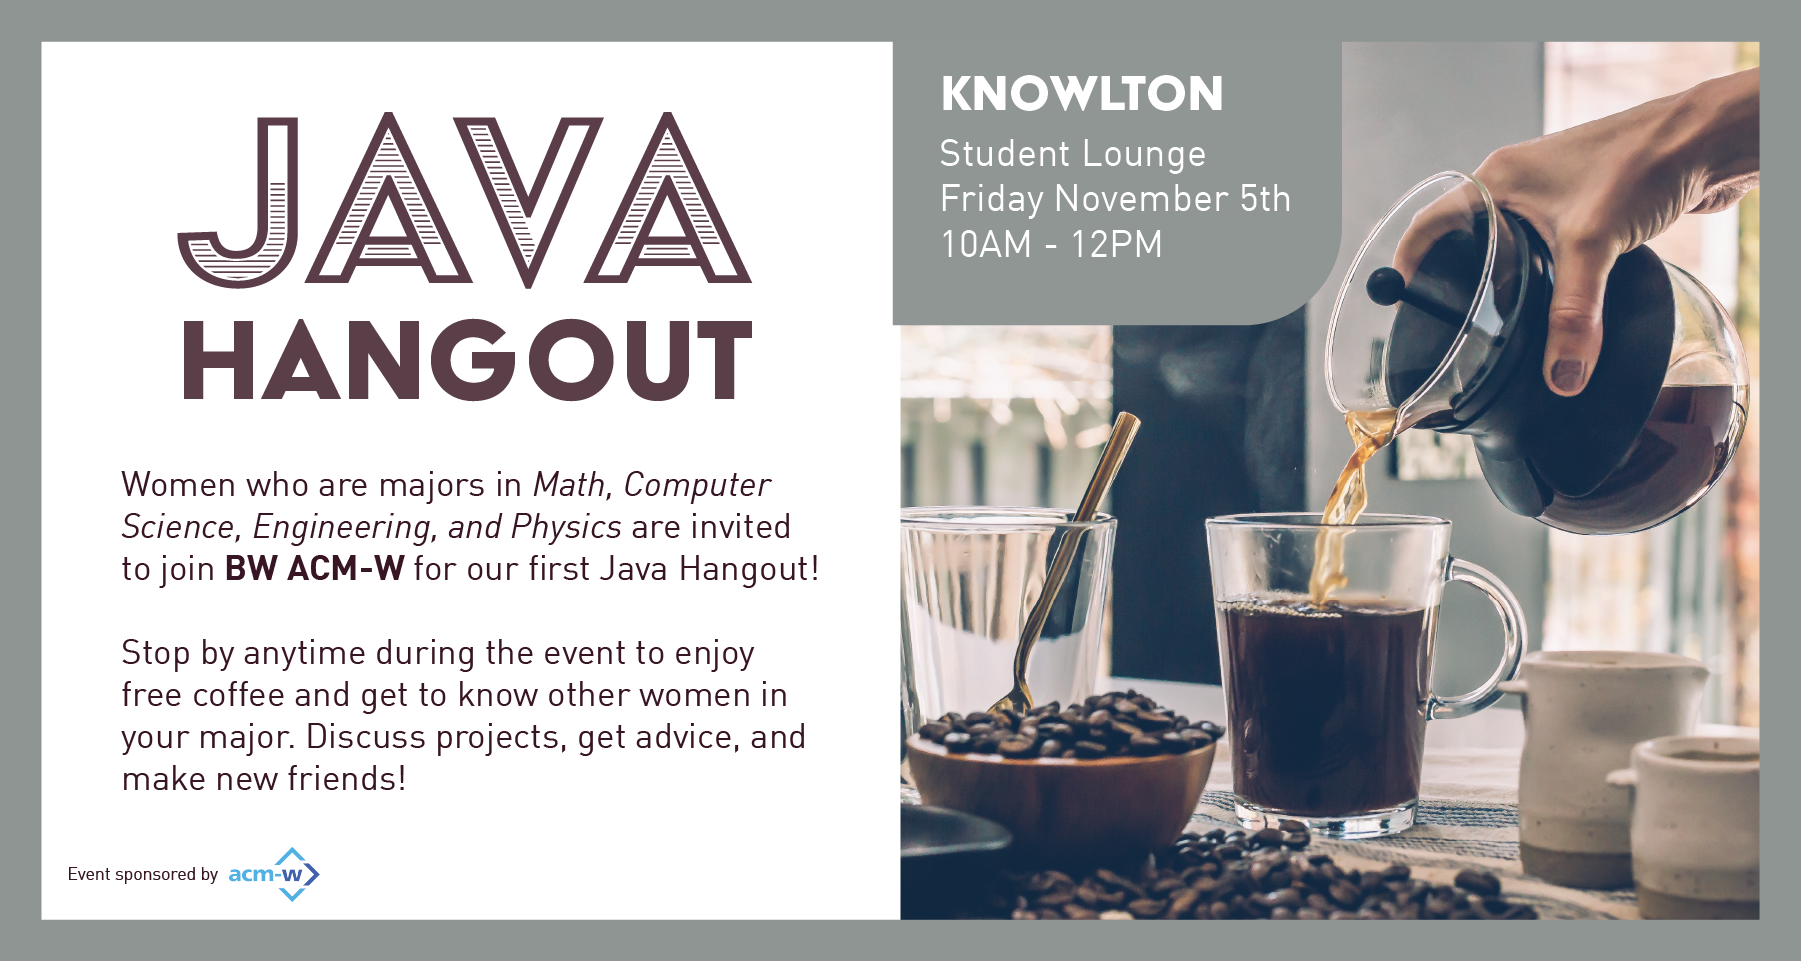 JAVA
HANGOUT
Women who are majors in Math, Computer
Science, Engineering, and Physics are invited
to join BW ACM-W for our first Java Hangout!
Stop by anytime during the event to enjoy
free coffee and get to know other women in
your major. Discuss projects, get advice, and
make new friends!
Event sponsored by acm-w
KNOWLTON
Student Lounge
Friday November 5th
10AM - 12PM